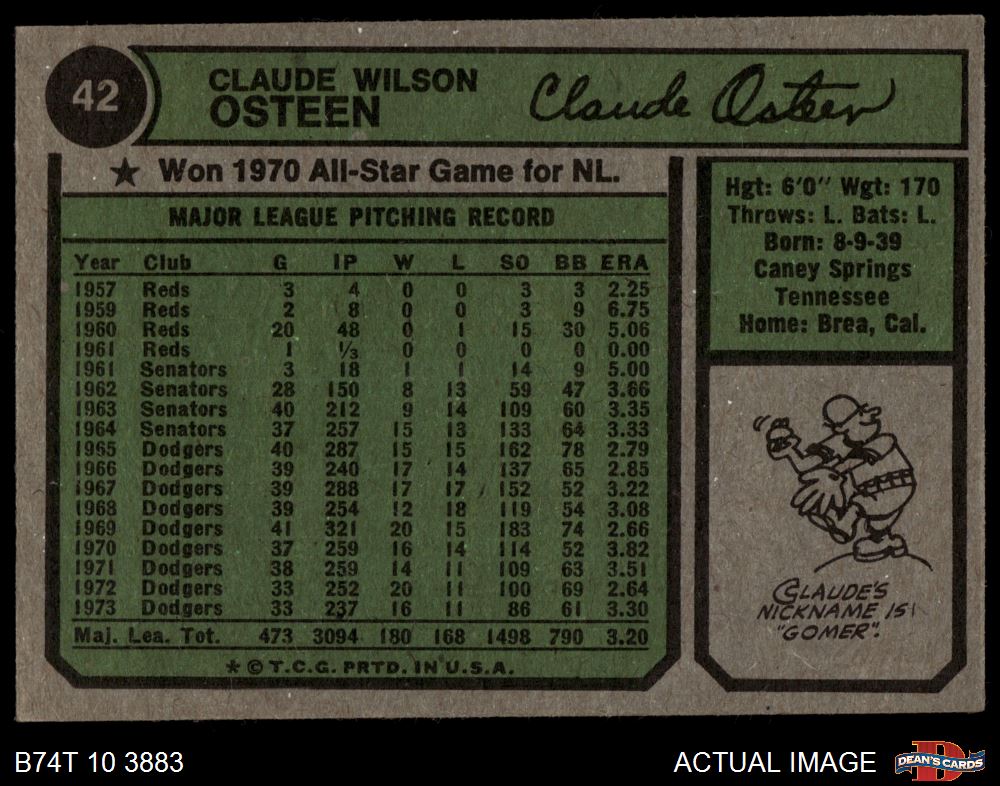 42
CLAUDE WILSON
OSTEEN
Claude Osteen
★ Won 1970 All-Star Game for NL.
MAJOR LEAGUE PITCHING RECORD
Year Club G IP W L SO BB ERA
1957 Reds 3 4 0 0 3 3 2.25
1959 Reds 2 8 0 0 3 9 6.75
1960 Reds 20 48 0 1 15 30 5.06
1961 Reds 1 ⅓ 0 0 0 0 0.00
1961 Senators 3 18 1 1 14 9 5.00
1962 Senators 28 150 8 13 59 47 3.66
1963 Senators 40 212 9 14 109 60 3.35
1964 Senators 37 257 15 13 133 64 3.33
1965 Dodgers 40 287 15 15 162 78 2.79
1966 Dodgers 39 240 17 14 137 65 2.85
1967 Dodgers 39 288 17 17 152 52 3.22
1968 Dodgers 39 254 12 18 119 54 3.08
1969 Dodgers 41 321 20 15 183 74 2.66
1970 Dodgers 37 259 16 14 114 52 3.82
1971 Dodgers 38 259 14 11 109 63 3.51
1972 Dodgers 33 252 20 11 100 69 2.64
1973 Dodgers 33 237 16 11 86 61 3.30
Maj. Lea. Tot. 473 3094 180 168 1498 790 3.20
* © T.C.G. PRTD. IN U.S.A.
Hgt: 6'0" Wgt: 170
Throws: L. Bats: L.
Born: 8-9-39
Caney Springs
Tennessee
Home: Brea, Cal.
CLAUDE'S
NICKNAME IS
"GOMER".
B74T 10 3883
ACTUAL IMAGE
D
DEAN'S CARDS